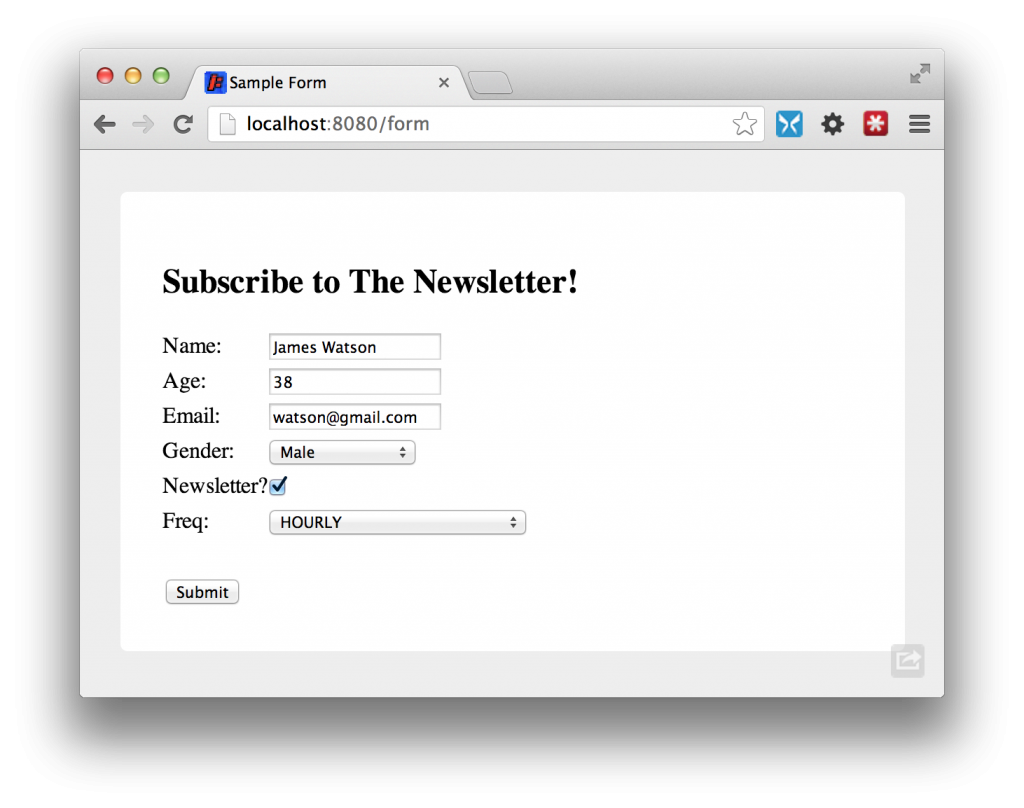 Sample Form
localhost:8080/form
Subscribe to The Newsletter!
Name: James Watson
Age: 38
Email: watson@gmail.com
Gender: Male
Newsletter?
Freq: HOURLY
Submit